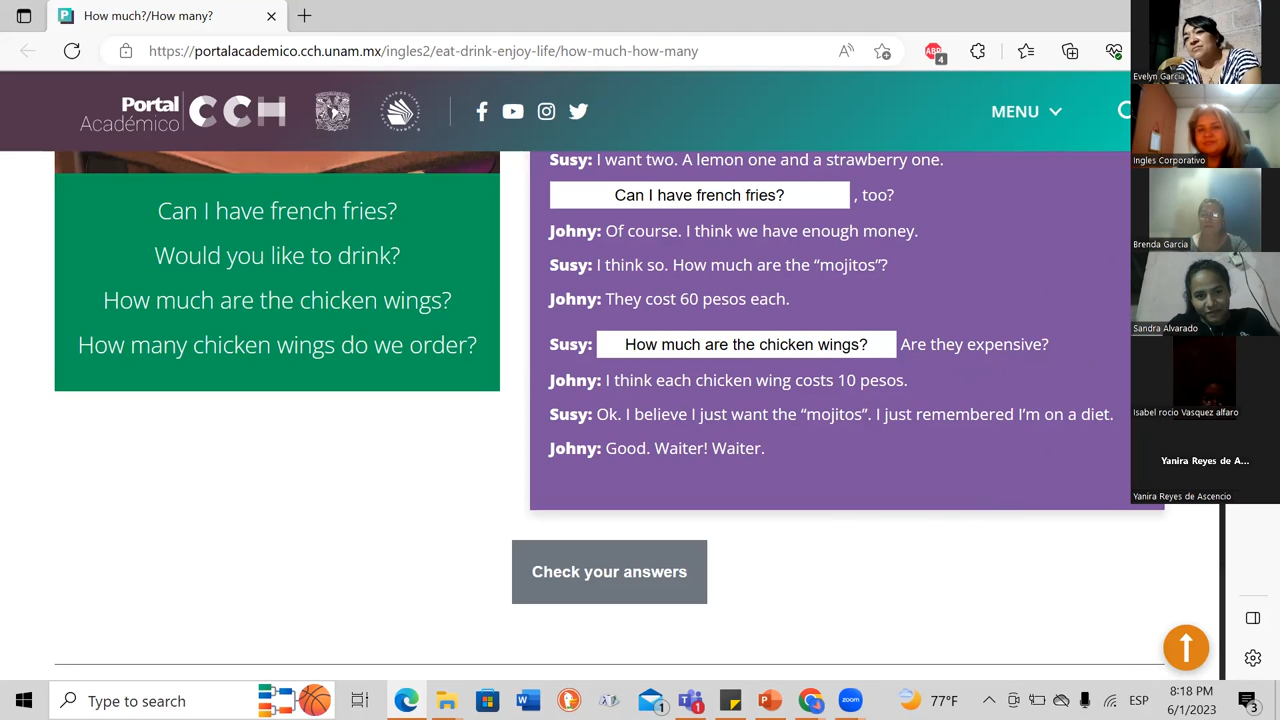 How much?/How many?
https://portalacademico.cch.unam.mx/ingles2/eat-drink-enjoy-life/how-much-how-many
ABP
4
Portal
Académico
CCH
MENU
Susy: I want two. A lemon one and a strawberry one.
Can I have french fries? , too?
Johny: Of course. I think we have enough money.
Susy: I think so. How much are the “mojitos”?
Johny: They cost 60 pesos each.
Susy: How much are the chicken wings? Are they expensive?
Johny: I think each chicken wing costs 10 pesos.
Susy: Ok. I believe I just want the “mojitos”. I just remembered I’m on a diet.
Johny: Good. Waiter! Waiter.
Can I have french fries?
Would you like to drink?
How much are the chicken wings?
How many chicken wings do we order?
Check your answers
Evelyn Garcia
Ingles Corporativo
Brenda Garcia
Sandra Alvarado
Isabel rocio Vasquez alfaro
Yanira Reyes de A...
Yanira Reyes de Ascencio
Type to search
1
1
zoom
77°F
ESP
8:18 PM
6/1/2023
3